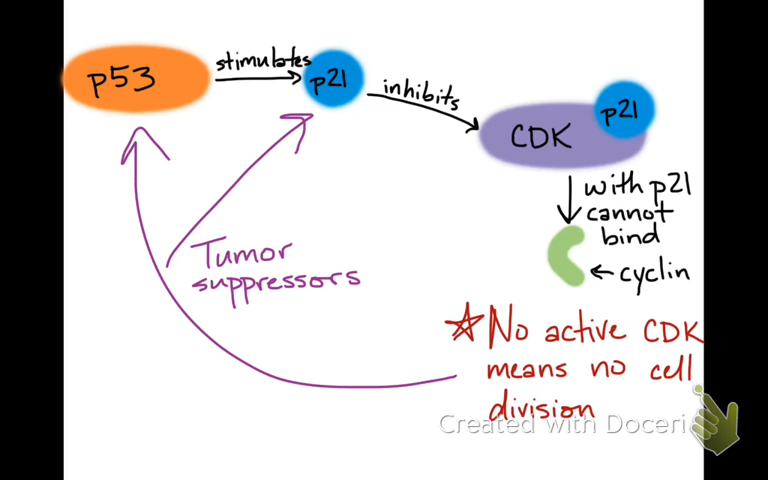 p53
stimulates
p21
inhibits
CDK
p21
with p21
cannot
bind
cyclin
Tumor
suppressors
No active CDK
means no cell
division
Created with Doceri